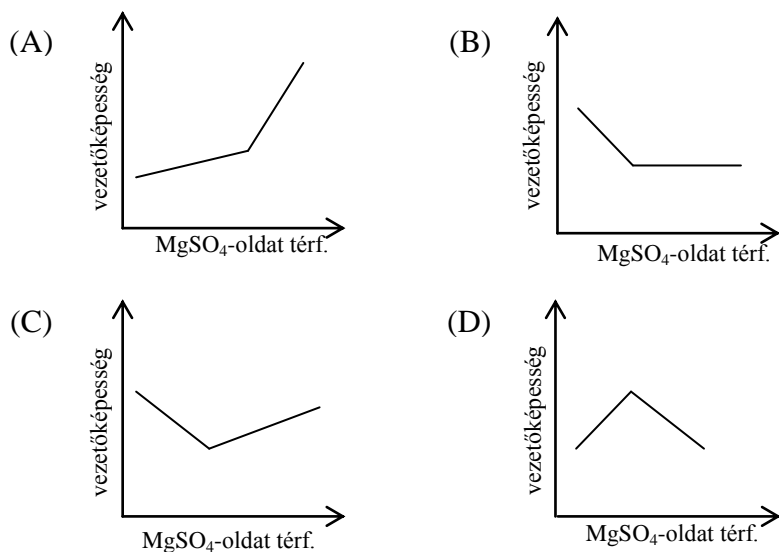 (A)
vezetőképesség
MgSO₄-oldat térf.
(B)
vezetőképesség
MgSO₄-oldat térf.
(C)
vezetőképesség
MgSO₄-oldat térf.
(D)
vezetőképesség
MgSO₄-oldat térf.